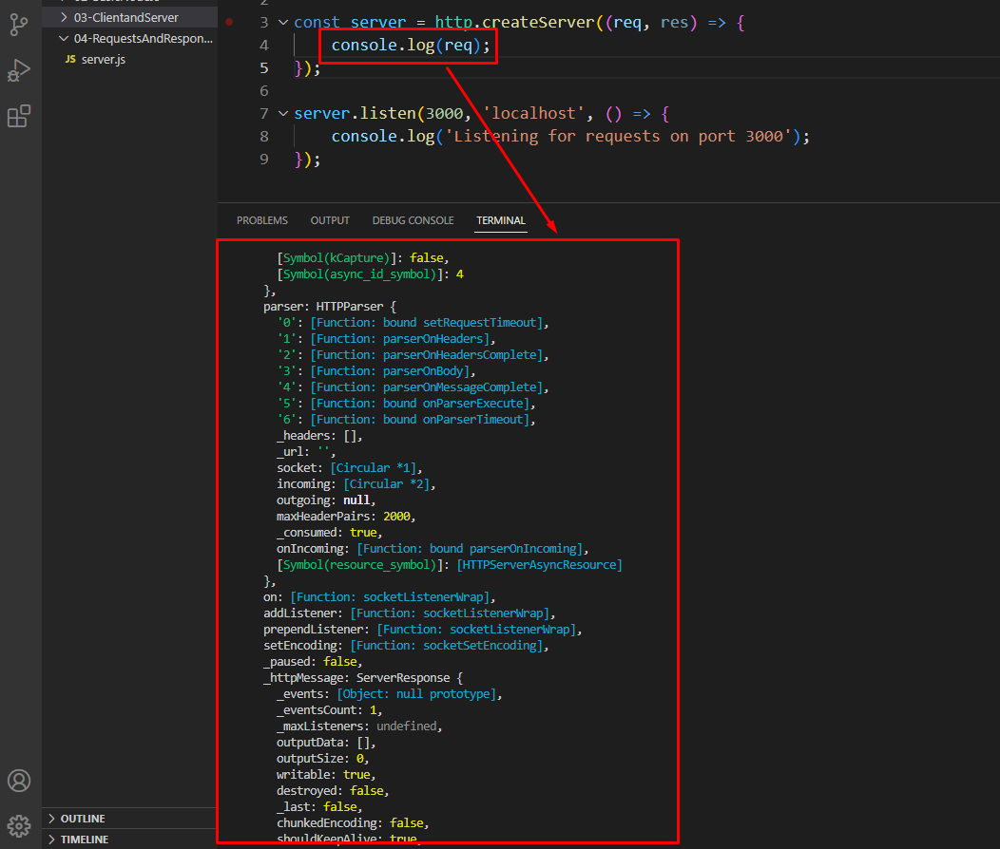 03-ClientandServer
04-RequestsAndRespon...
JS server.js
OUTLINE
TIMELINE
2
3 const server = http.createServer((req, res) => {
4 console.log(req);
5 });
6
7 server.listen(3000, 'localhost', () => {
8 console.log('Listening for requests on port 3000');
9 });
PROBLEMS OUTPUT DEBUG CONSOLE TERMINAL
[Symbol(kCapture)]: false,
[Symbol(async_id_symbol)]: 4
},
parser: HTTPParser {
'0': [Function: bound setRequestTimeout],
'1': [Function: parserOnHeaders],
'2': [Function: parserOnHeadersComplete],
'3': [Function: parserOnBody],
'4': [Function: parserOnMessageComplete],
'5': [Function: bound onParserExecute],
'6': [Function: bound onParserTimeout],
_headers: [],
_url: '',
socket: [Circular *1],
incoming: [Circular *2],
outgoing: null,
maxHeaderPairs: 2000,
_consumed: true,
onIncoming: [Function: bound parserOnIncoming],
[Symbol(resource_symbol)]: [HTTPServerAsyncResource]
},
on: [Function: socketListenerWrap],
addListener: [Function: socketListenerWrap],
prependListener: [Function: socketListenerWrap],
setEncoding: [Function: socketSetEncoding],
_paused: false,
_httpMessage: ServerResponse {
_events: [Object: null prototype],
_eventsCount: 1,
_maxListeners: undefined,
outputData: [],
outputSize: 0,
writable: true,
destroyed: false,
_last: false,
chunkedEncoding: false,
shouldKeepAlive: true,